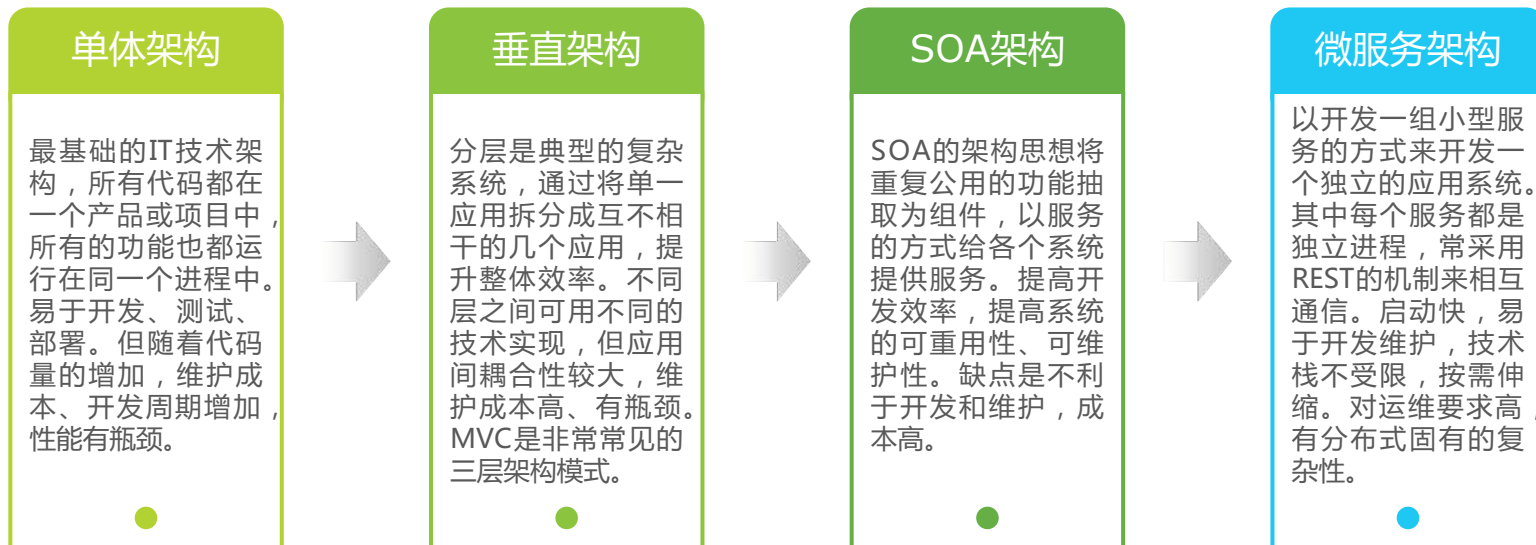 单体架构
最基础的IT技术架
构，所有代码都在
一个产品或项目中，
所有的功能也都运
行在同一个进程中。
易于开发、测试、
部署。但随着代码
量的增加，维护成
本、开发周期增加，
性能有瓶颈。
垂直架构
分层是典型的复杂
系统，通过将单一
应用拆分成互不相
干的几个应用，提
升整体效率。不同
层之间可用不同的
技术实现，但应用
间耦合性较大，维
护成本高、有瓶颈。
MVC是非常常见的
三层架构模式。
SOA架构
SOA的架构思想将
重复公用的功能抽
取为组件，以服务
的方式给各个系统
提供服务。提高开
发效率，提高系统
的可重用性、可维
护性。缺点是不利
于开发和维护，成
本高。
微服务架构
以开发一组小型服
务的方式来开发一
个独立的应用系统。
其中每个服务都是
独立进程，常采用
REST的机制来相互
通信。启动快，易
于开发维护，技术
栈不受限，按需伸
缩。对运维要求高，
有分布式固有的复
杂性。